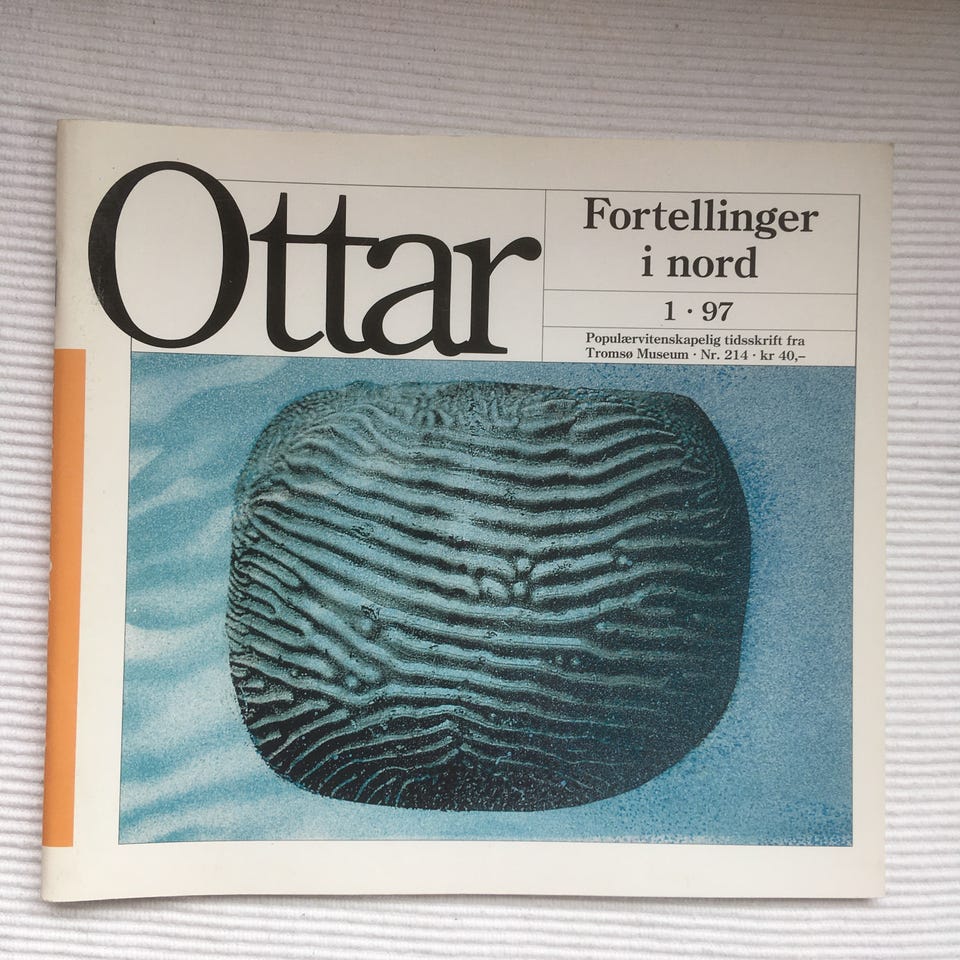 Ottar
Fortellinger
i nord
1 · 97
Populærvitenskapelig tidsskrift fra
Tromsø Museum · Nr. 214 · kr 40,–